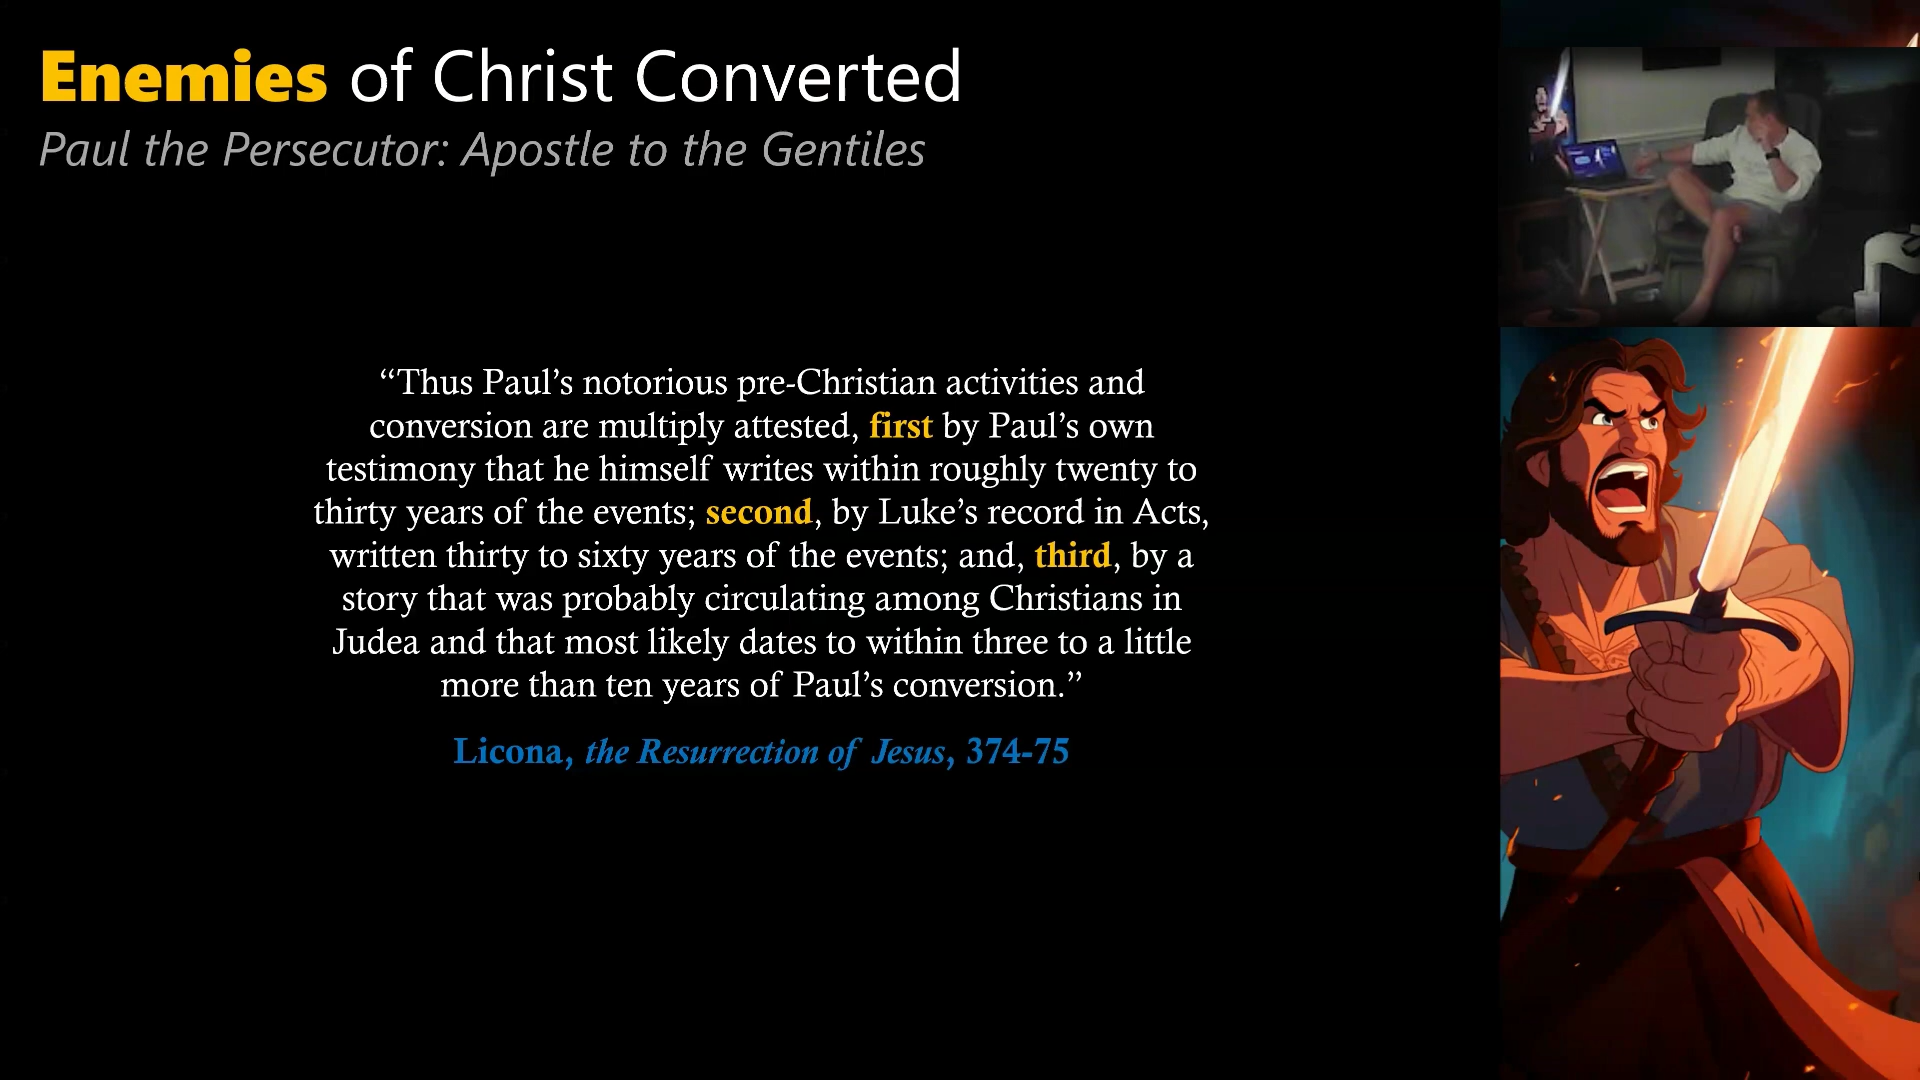 Enemies of Christ Converted
Paul the Persecutor: Apostle to the Gentiles
“Thus Paul’s notorious pre-Christian activities and
conversion are multiply attested, first by Paul’s own
testimony that he himself writes within roughly twenty to
thirty years of the events; second, by Luke’s record in Acts,
written thirty to sixty years of the events; and, third, by a
story that was probably circulating among Christians in
Judea and that most likely dates to within three to a little
more than ten years of Paul’s conversion.”
Licona, the Resurrection of Jesus, 374-75